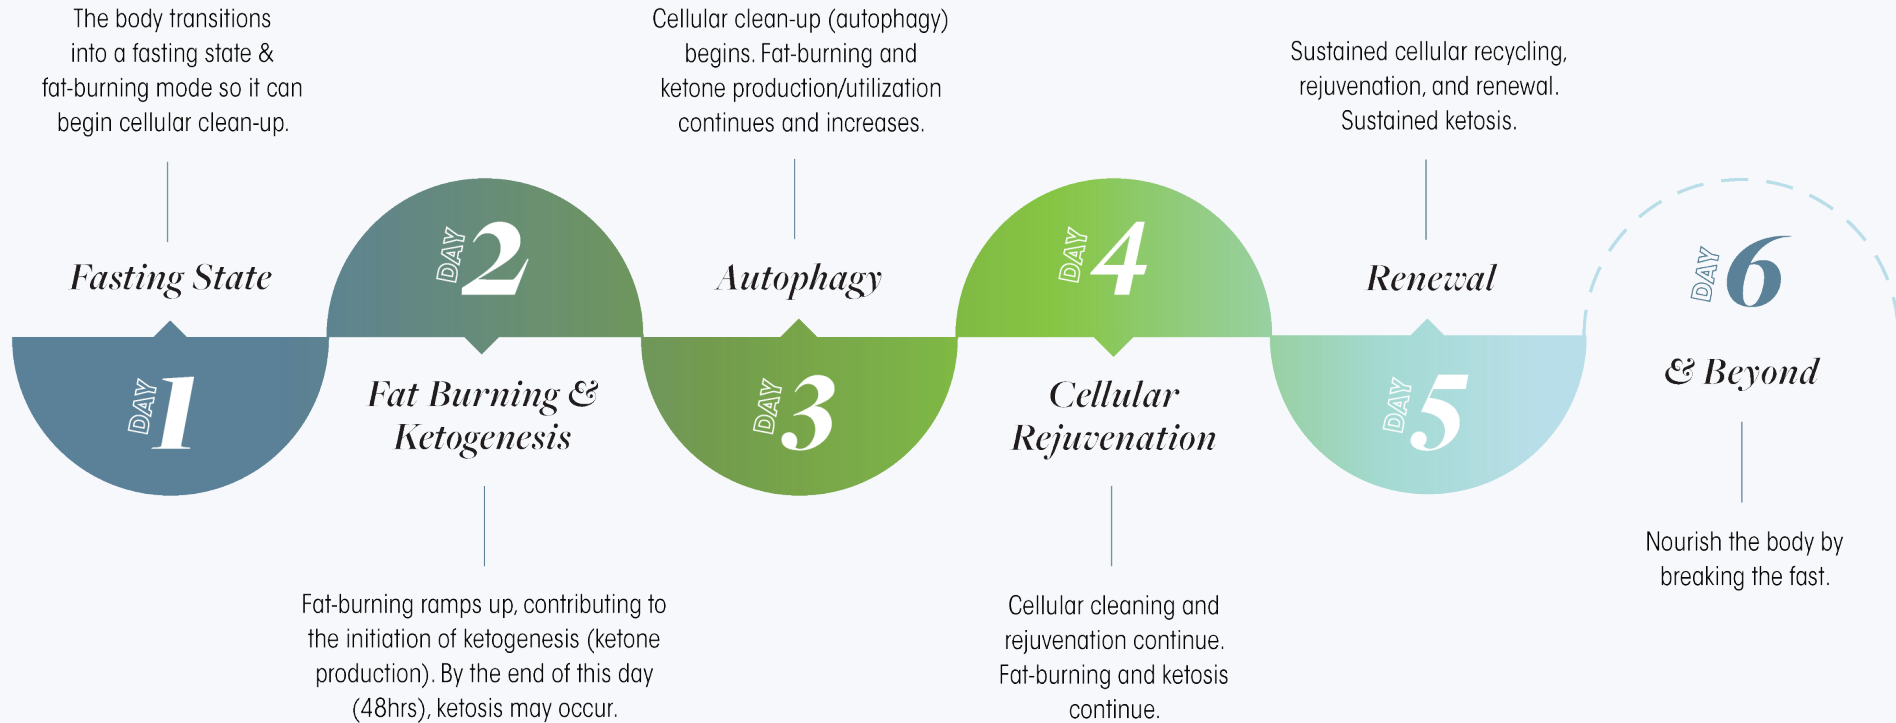 The body transitions
into a fasting state &
fat-burning mode so it can
begin cellular clean-up.
Fasting State
DAY 1
DAY 2
Fat Burning &
Ketogenesis
Fat-burning ramps up, contributing to
the initiation of ketogenesis (ketone
production). By the end of this day
(48hrs), ketosis may occur.
Cellular clean-up (autophagy)
begins. Fat-burning and
ketone production/utilization
continues and increases.
Autophagy
DAY 3
DAY 4
Cellular
Rejuvenation
Cellular cleaning and
rejuvenation continue.
Fat-burning and ketosis
continue.
Sustained cellular recycling,
rejuvenation, and renewal.
Sustained ketosis.
Renewal
DAY 5
DAY 6
& Beyond
Nourish the body by
breaking the fast.